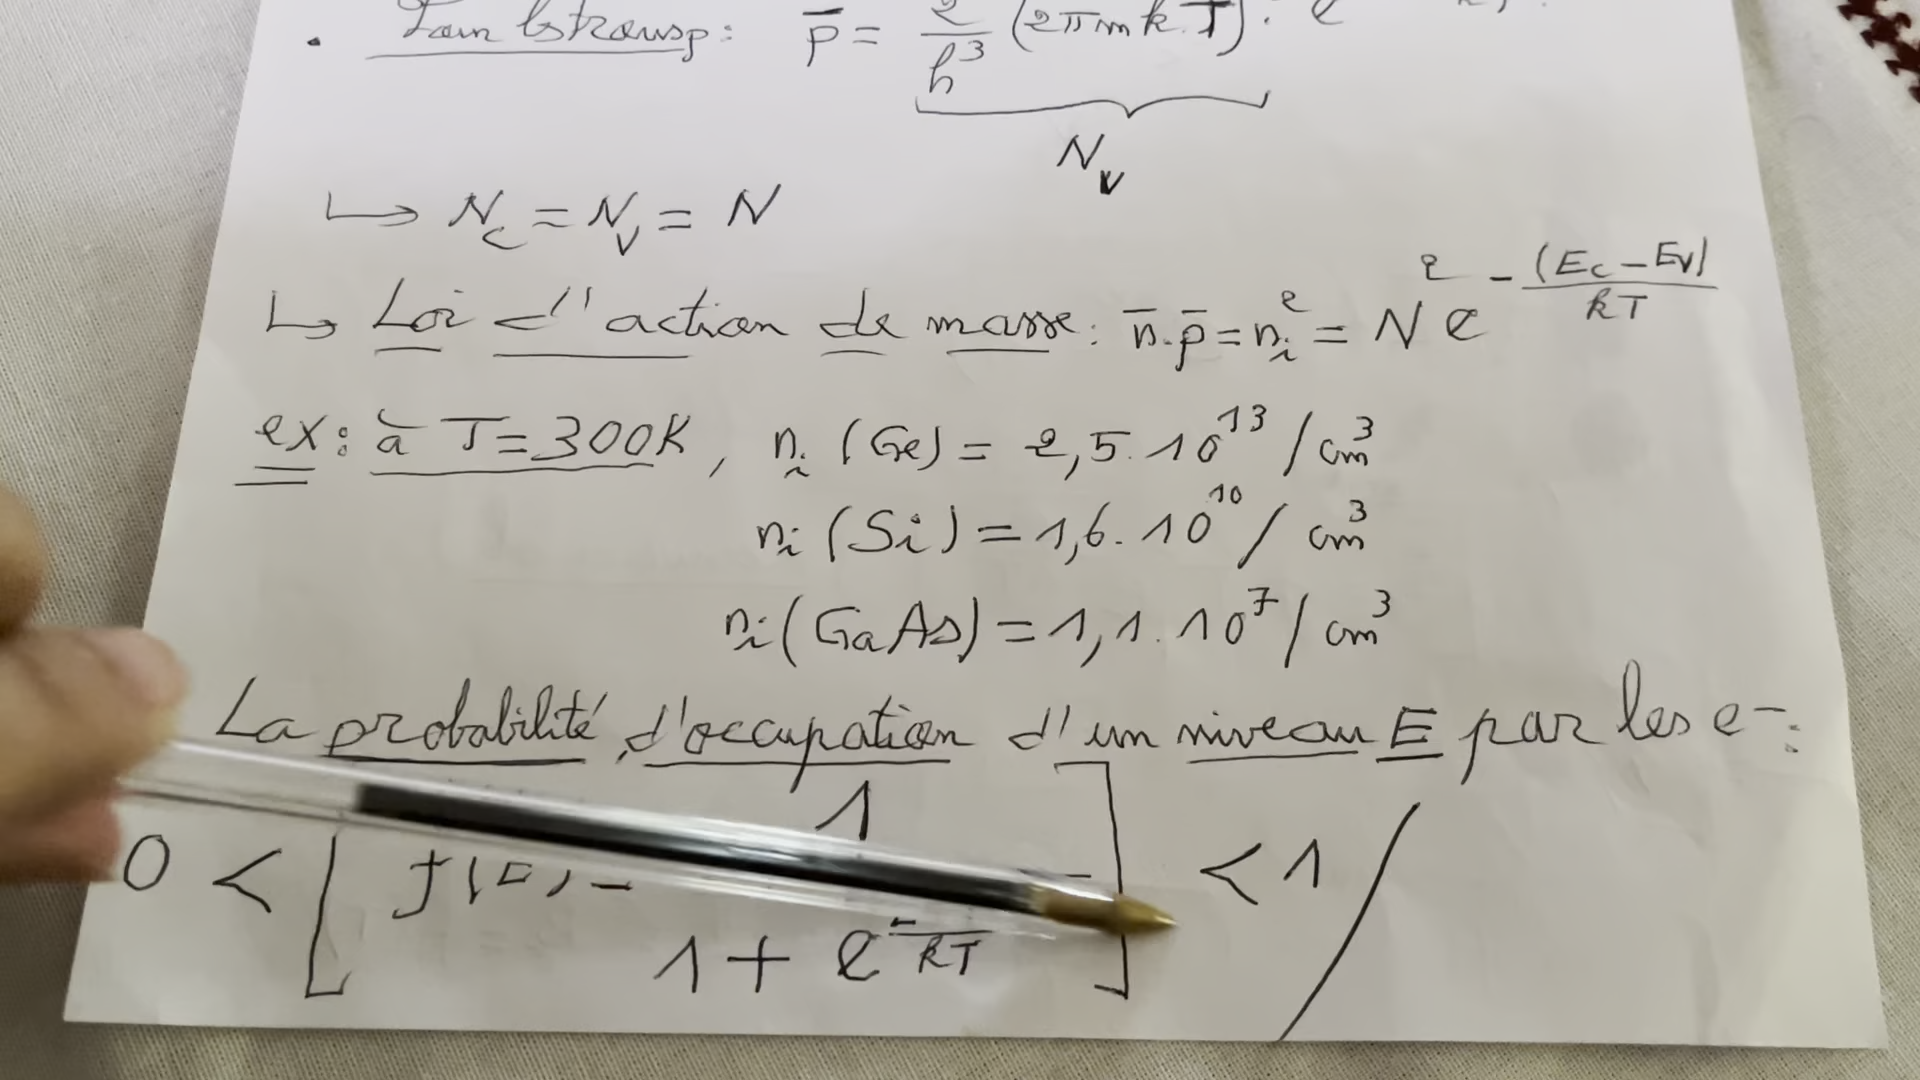 p̄ = 2/h³ (2πmkT)
N_V
↳ N_C = N_V = N
↳ Loi d'action de masse: n̄.p̄ = n_i² = N² e^(-(E_C - E_V)/kT)
ex: à T = 300K, n_i (Ge) = 2,5.10¹³ / cm³
n_i (Si) = 1,6.10¹⁰ / cm³
n_i (GaAs) = 1,1.10⁷ / cm³
La probabilité d'occupation d'un niveau E par les e⁻:
0 < [ 1 / 1 + e kT ] < 1 /